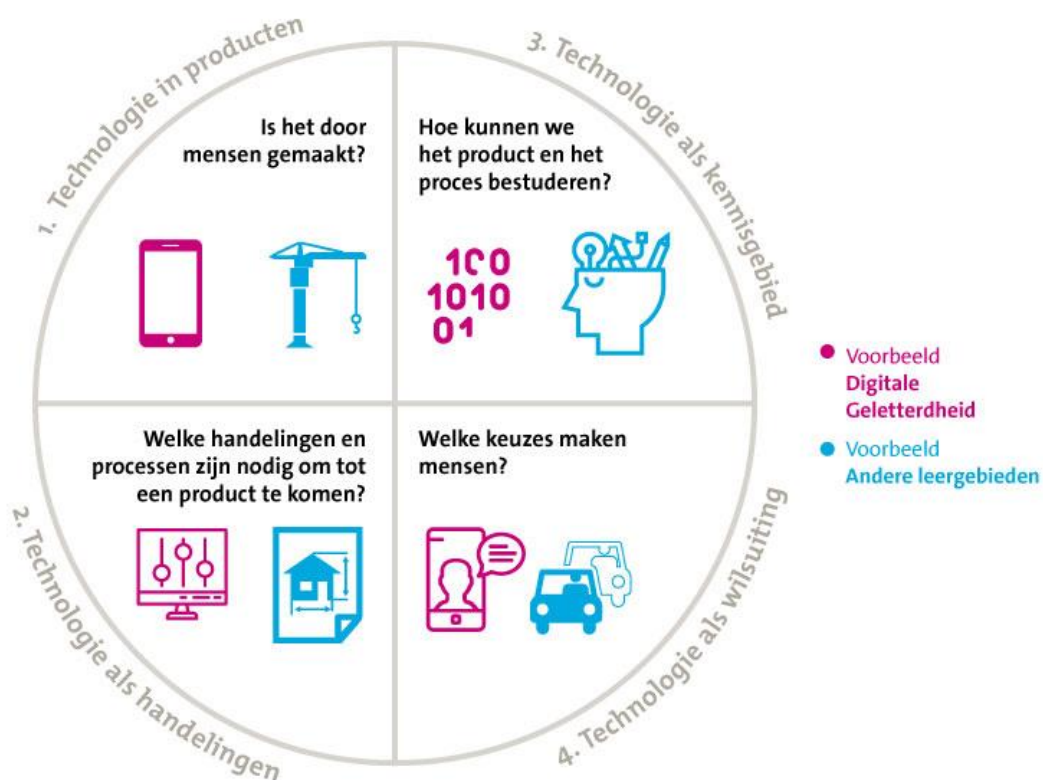 1. Technologie in producten
Is het door
mensen gemaakt?
2. Technologie als handelingen
Welke handelingen en
processen zijn nodig om tot
een product te komen?
3. Technologie als kennisgebied
Hoe kunnen we
het product en het
proces bestuderen?
100
1010
01
4. Technologie als wilsuiting
Welke keuzes maken
mensen?
Voorbeeld
Digitale
Geletterdheid
Voorbeeld
Andere leergebieden